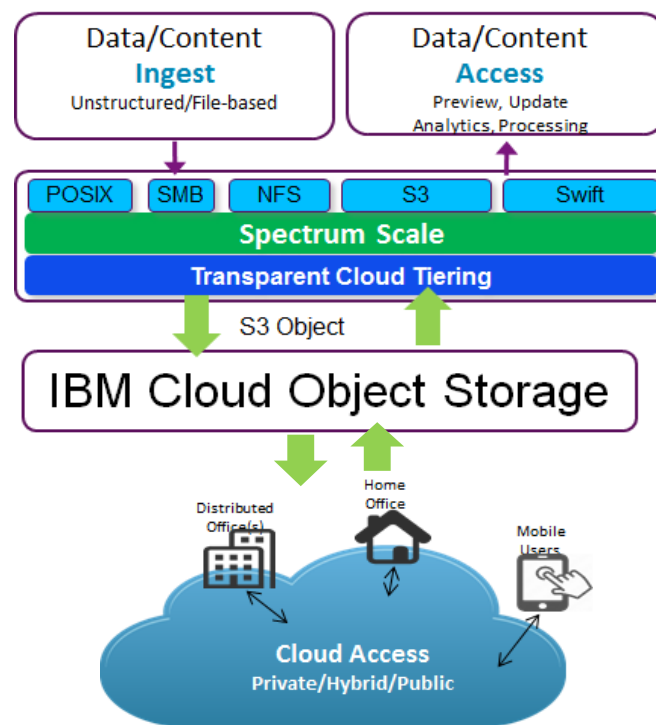 Data/Content
Ingest
Unstructured/File-based
Data/Content
Access
Preview, Update
Analytics, Processing
POSIX
SMB
NFS
S3
Swift
Spectrum Scale
Transparent Cloud Tiering
S3 Object
IBM Cloud Object Storage
Distributed
Office(s)
Home
Office
Mobile
Users
Cloud Access
Private/Hybrid/Public